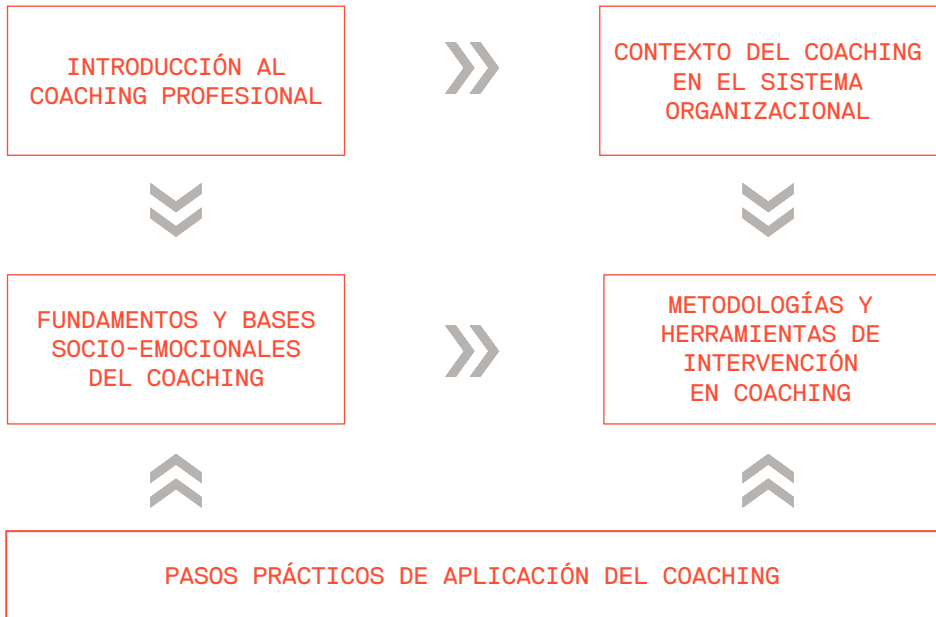 INTRODUCCIÓN AL
COACHING PROFESIONAL
CONTEXTO DEL COACHING
EN EL SISTEMA
ORGANIZACIONAL
FUNDAMENTOS Y BASES
SOCIO-EMOCIONALES
DEL COACHING
METODOLOGÍAS Y
HERRAMIENTAS DE
INTERVENCIÓN
EN COACHING
PASOS PRÁCTICOS DE APLICACIÓN DEL COACHING